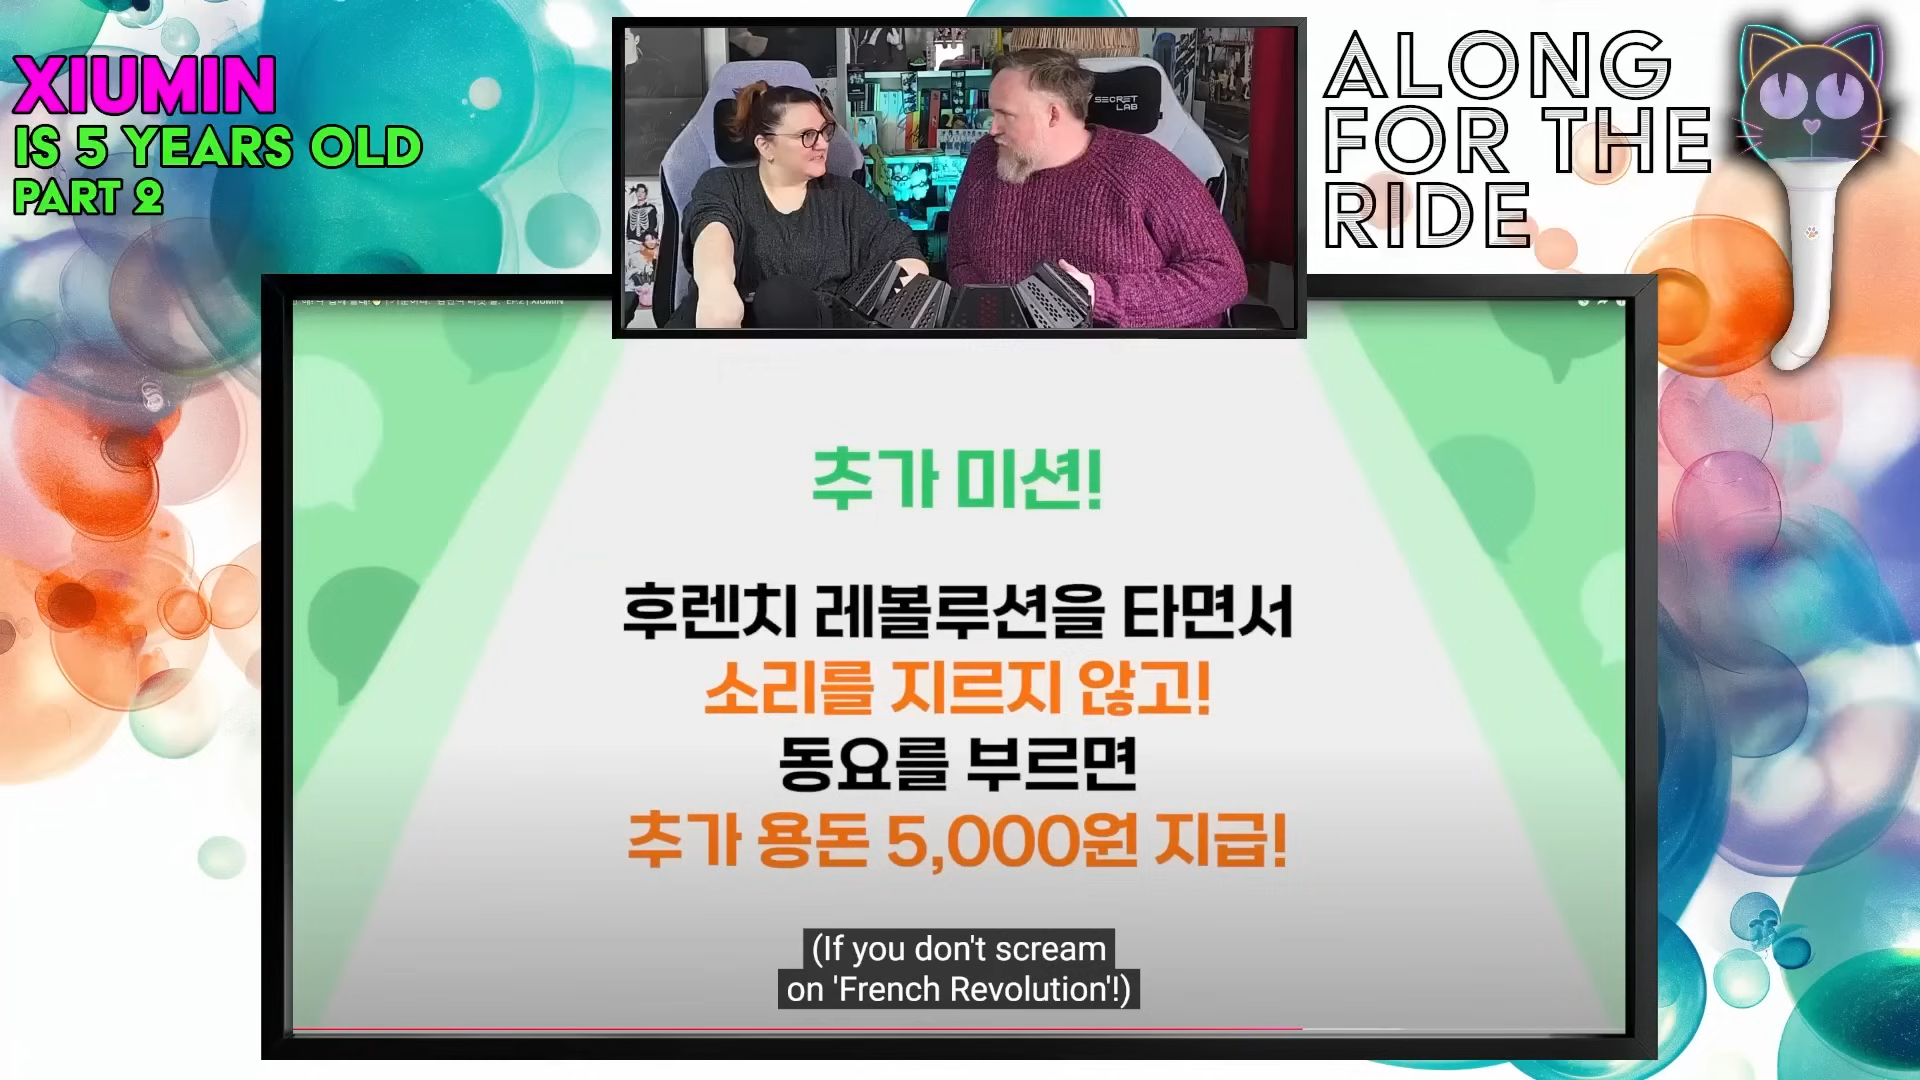 XIUMIN
IS 5 YEARS OLD
PART 2
SECRET
LAB
ALONG
FOR THE
RIDE
추가 미션!
후렌치 레볼루션을 타면서
소리를 지르지 않고!
동요를 부르면
추가 용돈 5,000원 지급!
(If you don't scream
on 'French Revolution'!)